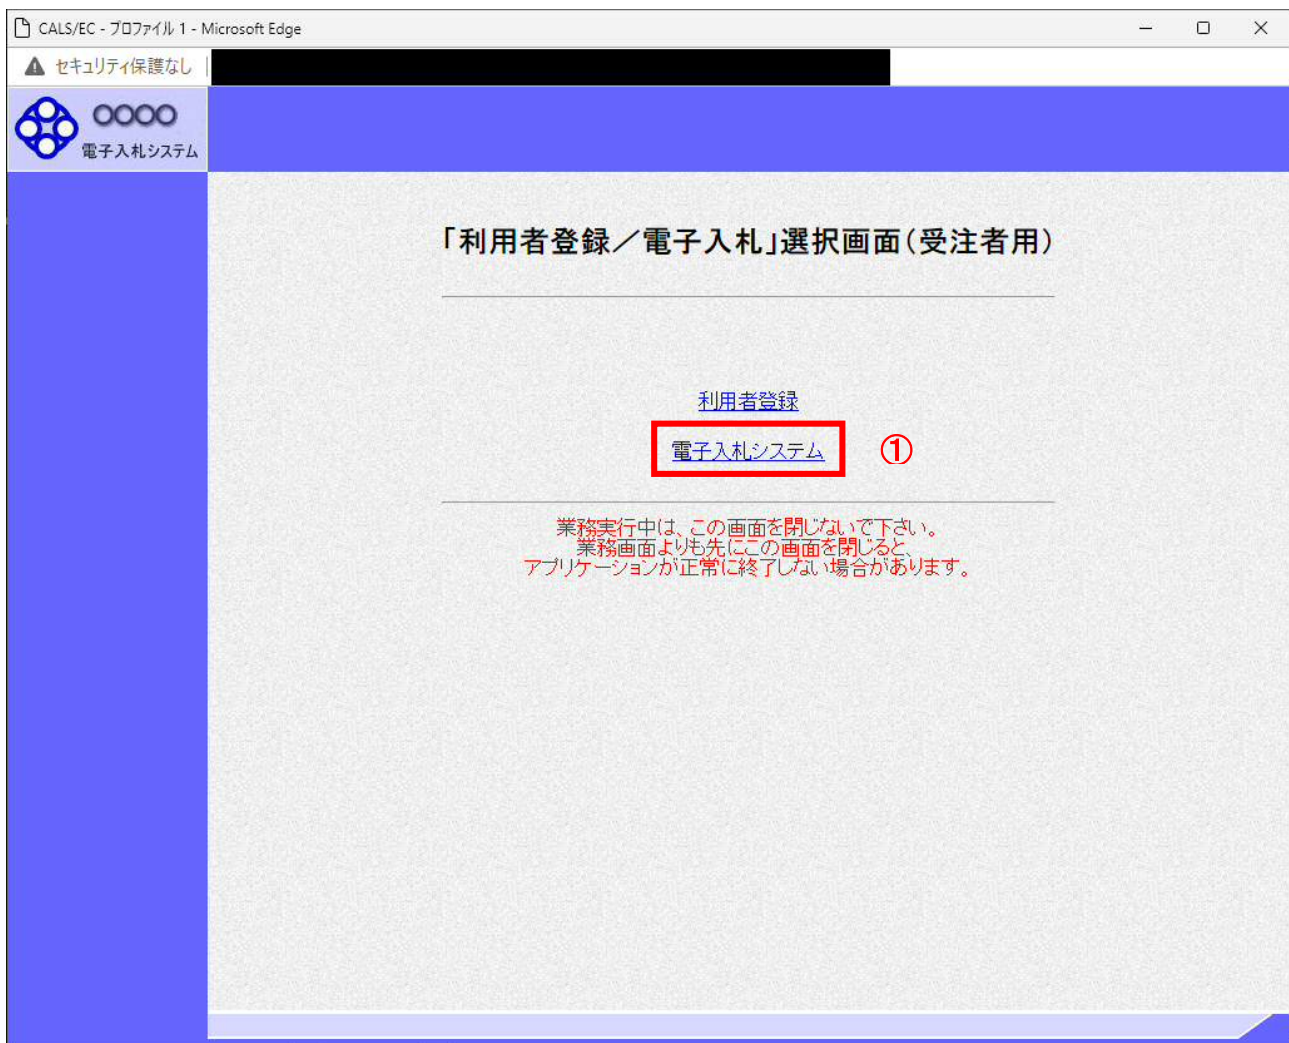 CALS/EC - プロファイル 1 - Microsoft Edge
セキュリティ保護なし
○○○○
電子入札システム
「利用者登録／電子入札」選択画面（受注者用）
利用者登録
電子入札システム ①
業務実行中は、この画面を閉じないで下さい。
業務画面よりも先にこの画面を閉じると、
アプリケーションが正常に終了しない場合があります。